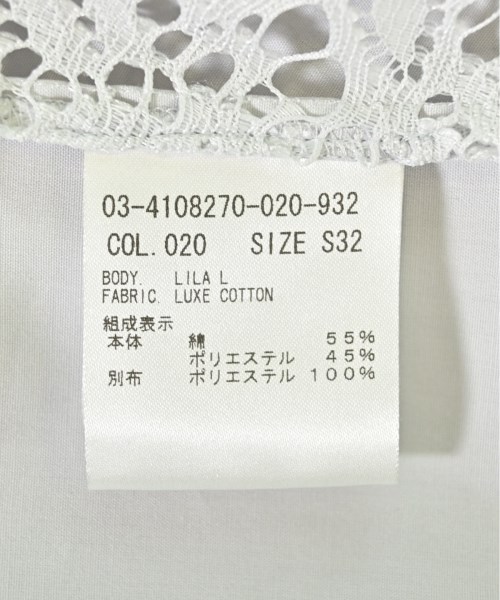 03-4108270-020-932
COL.020 SIZE S32
BODY. LILA L
FABRIC. LUXE COTTON
組成表示
本体 綿 55%
ポリエステル 45%
別布 ポリエステル 100%